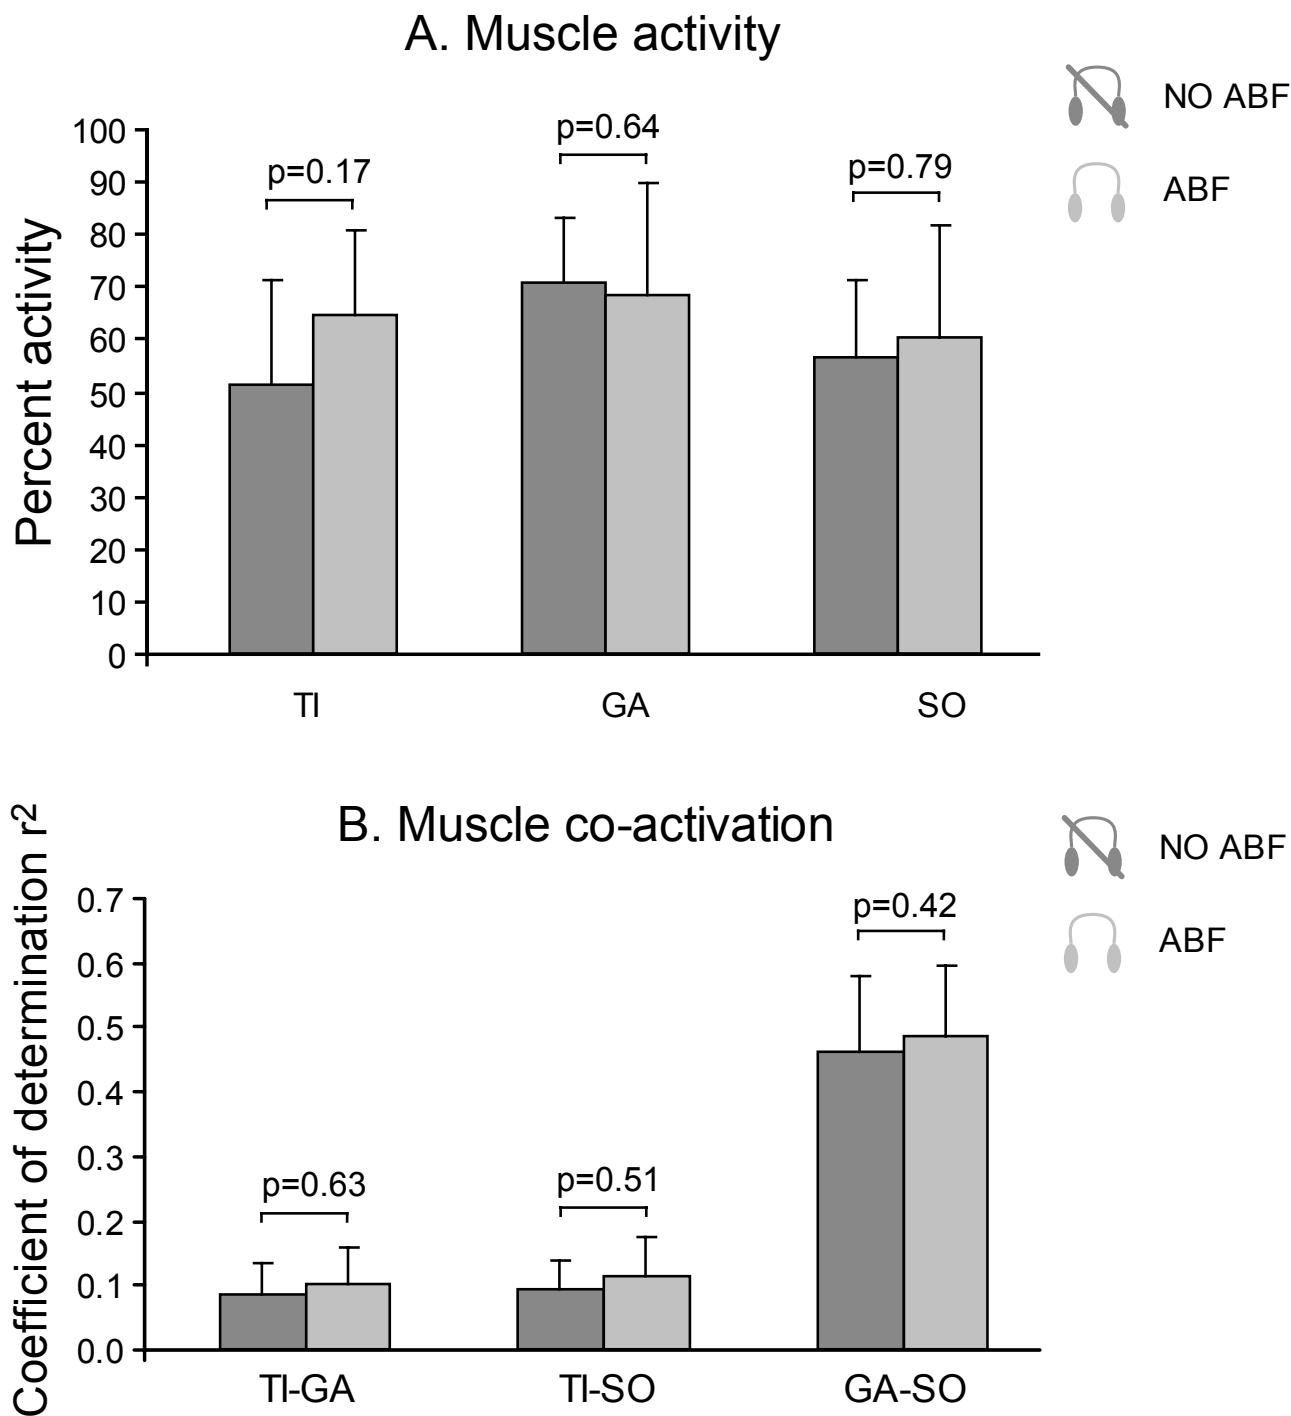 A. Muscle activity
NO ABF
ABF
Percent activity
100
90
80
70
60
50
40
30
20
10
0
p=0.17
p=0.64
p=0.79
TI
GA
SO
B. Muscle co-activation
NO ABF
ABF
Coefficient of determination r²
0.7
0.6
0.5
0.4
0.3
0.2
0.1
0.0
p=0.63
p=0.51
p=0.42
TI-GA
TI-SO
GA-SO